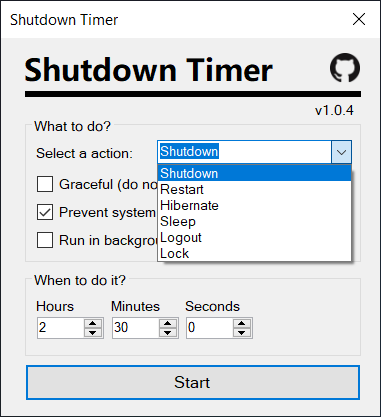 Shutdown Timer
Shutdown Timer
v1.0.4
What to do?
Select a action: Shutdown
Shutdown
Graceful (do no
Restart
Hibernate
Prevent system
Sleep
Run in backgrou
Logout
Lock
When to do it?
Hours Minutes Seconds
2 30 0
Start